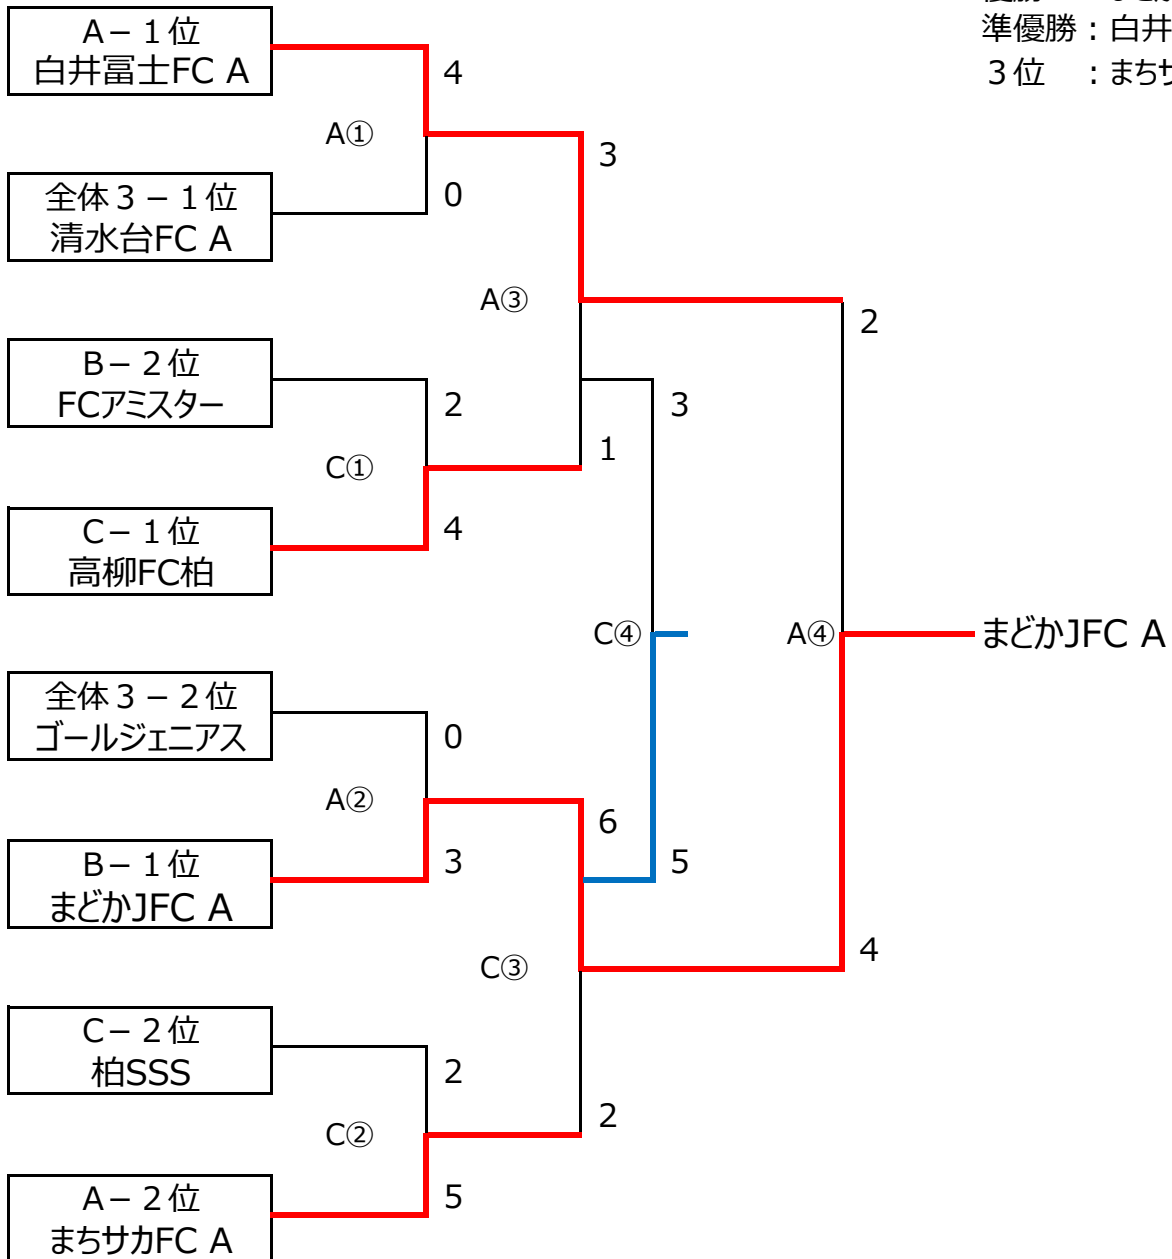 準優勝：白井
３位　：まちサ
A－１位
白井冨士FC A
4
A①
3
全体３－１位
清水台FC A
0
A③
2
B－２位
FCアミスター
2
3
C①
1
C－１位
高柳FC柏
4
C④
A④
まどかJFC A
全体３－２位
ゴールジェニアス
0
A②
6
B－１位
まどかJFC A
3
5
C③
4
C－２位
柏SSS
2
C②
2
A－２位
まちサカFC A
5